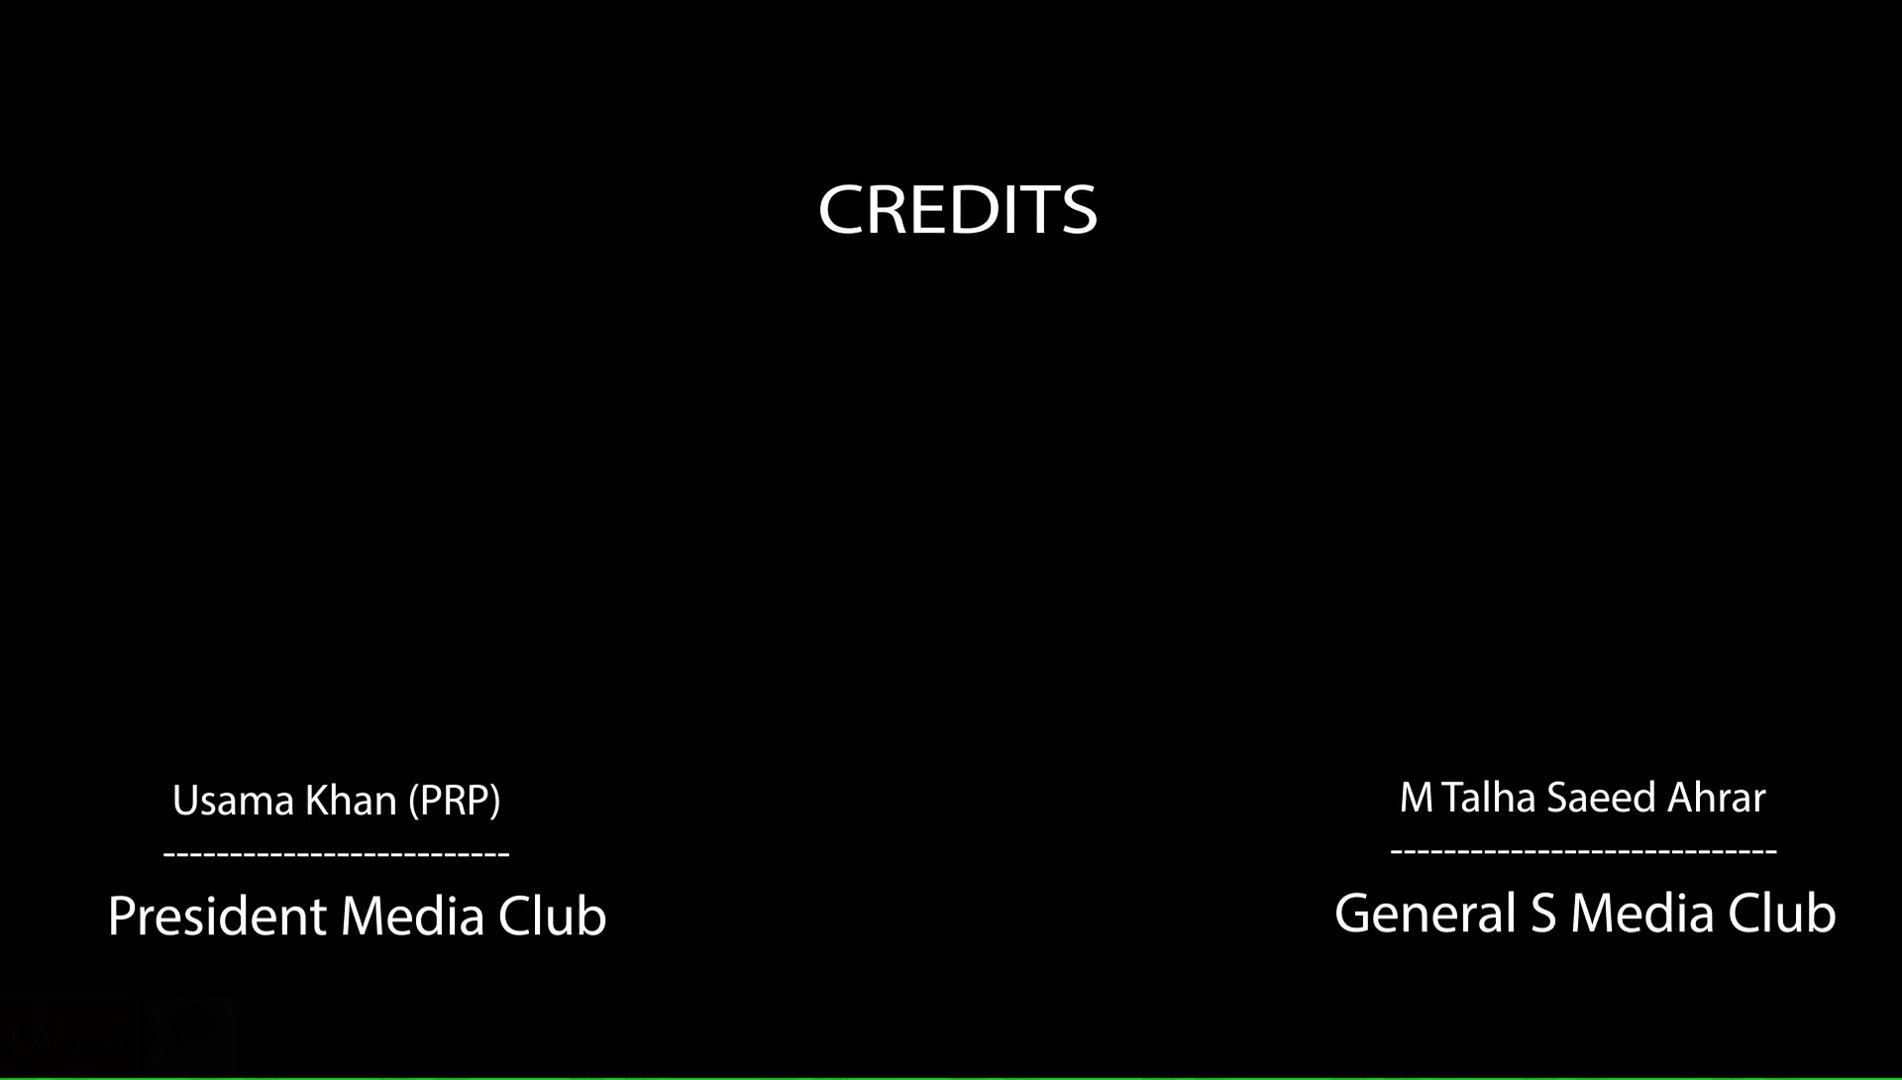 CREDITS
Usama Khan (PRP)
--------------------------
President Media Club
M Talha Saeed Ahrar
-----------------------------
General S Media Club